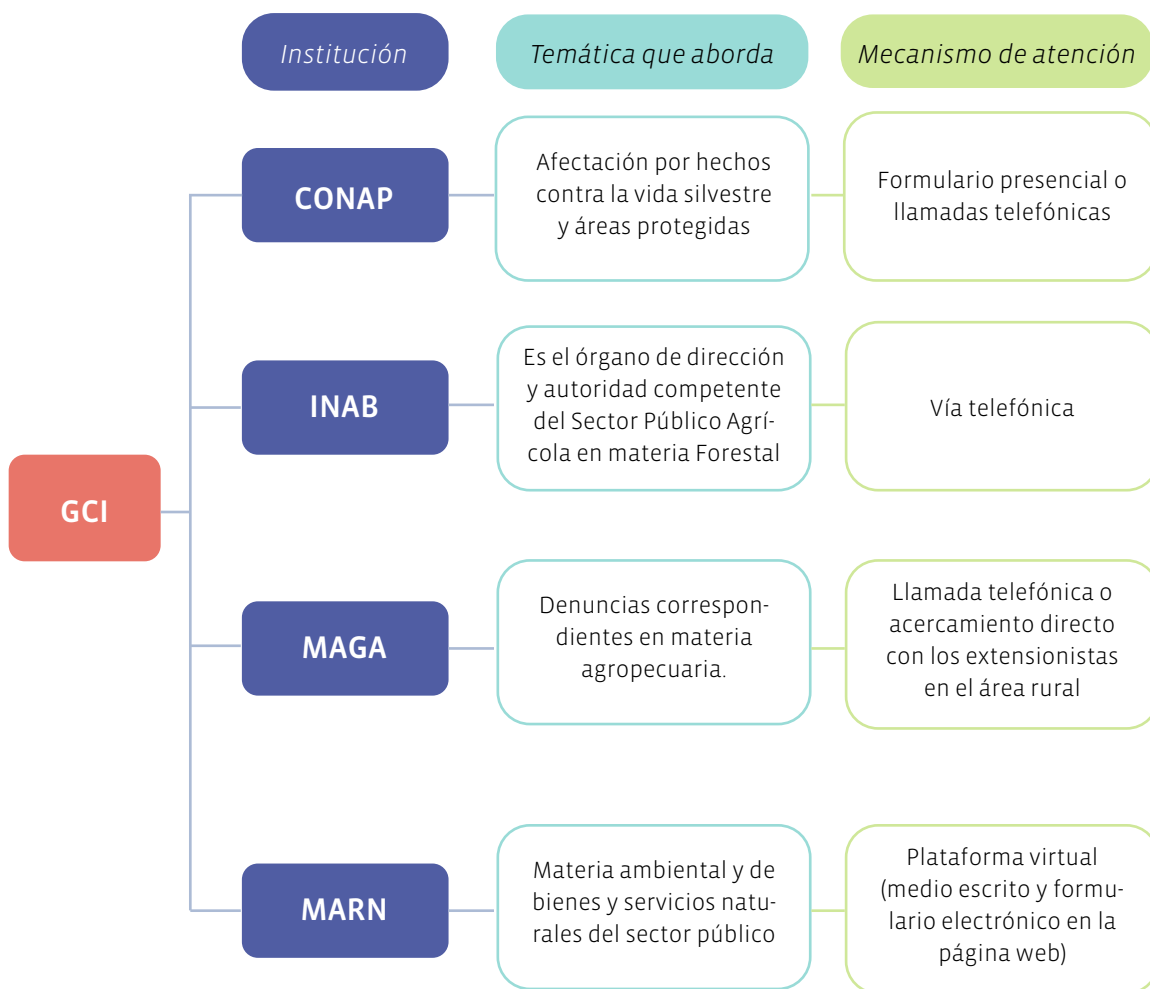 Institución
Temática que aborda
Mecanismo de atención
GCI
CONAP
Afectación por hechos
contra la vida silvestre
y áreas protegidas
Formulario presencial o
llamadas telefónicas
INAB
Es el órgano de dirección
y autoridad competente
del Sector Público Agrí-
cola en materia Forestal
Vía telefónica
MAGA
Denuncias correspon-
dientes en materia
agropecuaria.
Llamada telefónica o
acercamiento directo
con los extensionistas
en el área rural
MARN
Materia ambiental y de
bienes y servicios natu-
rales del sector público
Plataforma virtual
(medio escrito y formu-
lario electrónico en la
página web)